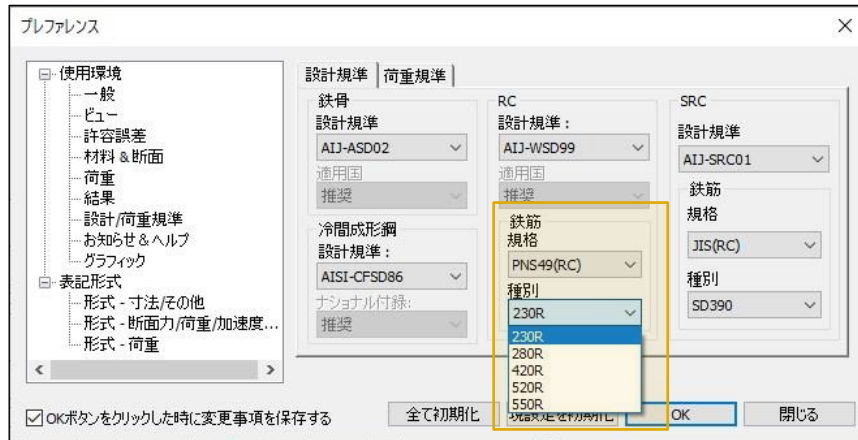 プレファレンス
使用環境
一般
ビュー
許容誤差
材料 & 断面
荷重
結果
設計/荷重規準
お知らせ & ヘルプ
グラフィック
表記形式
形式 - 寸法/その他
形式 - 断面力/荷重/加速度...
形式 - 荷重
設計規準
荷重規準
鉄骨
設計規準
AIJ-ASD02
適用国
推奨
冷間成形鋼
設計規準：
AISI-CFSD86
ナショナル付録:
推奨
RC
設計規準：
AIJ-WSD99
適用国
推奨
鉄筋
規格
PNS49(RC)
種別
230R
230R
280R
420R
520R
550R
SRC
設計規準
AIJ-SRC01
鉄筋
規格
JIS(RC)
種別
SD390
OKボタンをクリックした時に変更事項を保存する
全て初期化
現設定を初期化
OK
閉じる